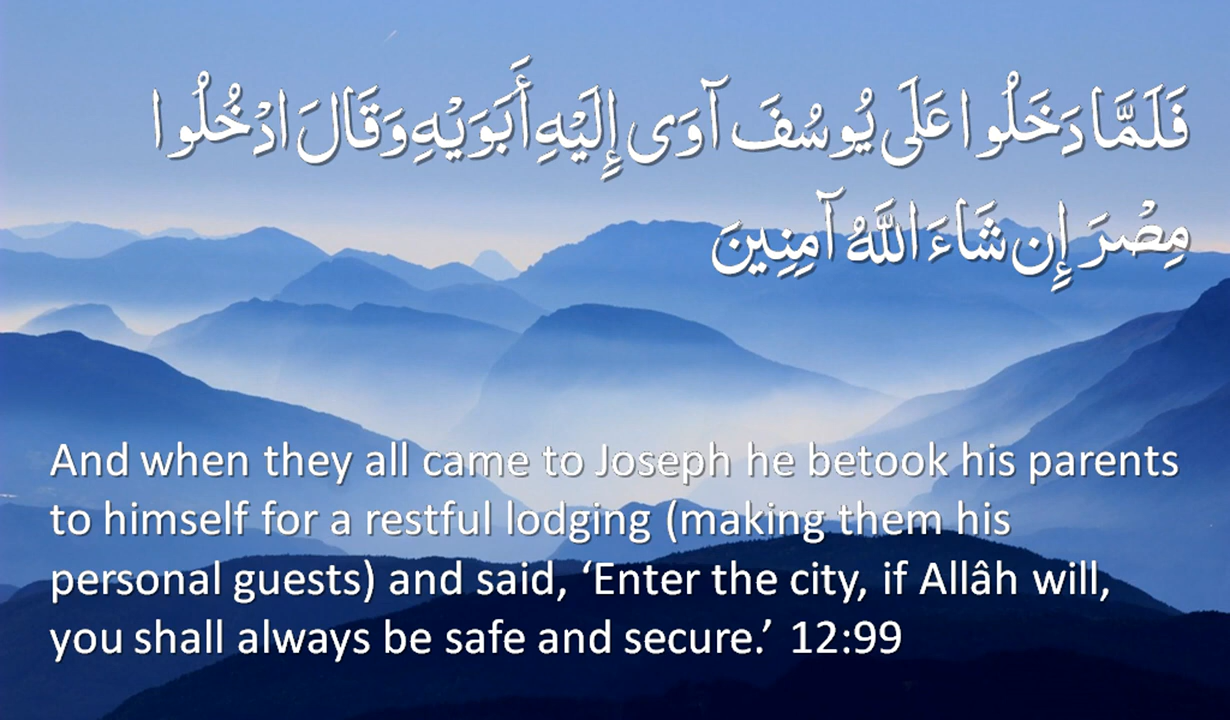 فَلَمَّا دَخَلُوا عَلَى يُوسُفَ آوَى إِلَيْهِ أَبَوَيْهِ وَقَالَ ادْخُلُوا
مِصْرَ إِن شَاءَ اللَّهُ آمِنِينَ
And when they all came to Joseph he betook his parents
to himself for a restful lodging (making them his
personal guests) and said, ‘Enter the city, if Allâh will,
you shall always be safe and secure.’ 12:99